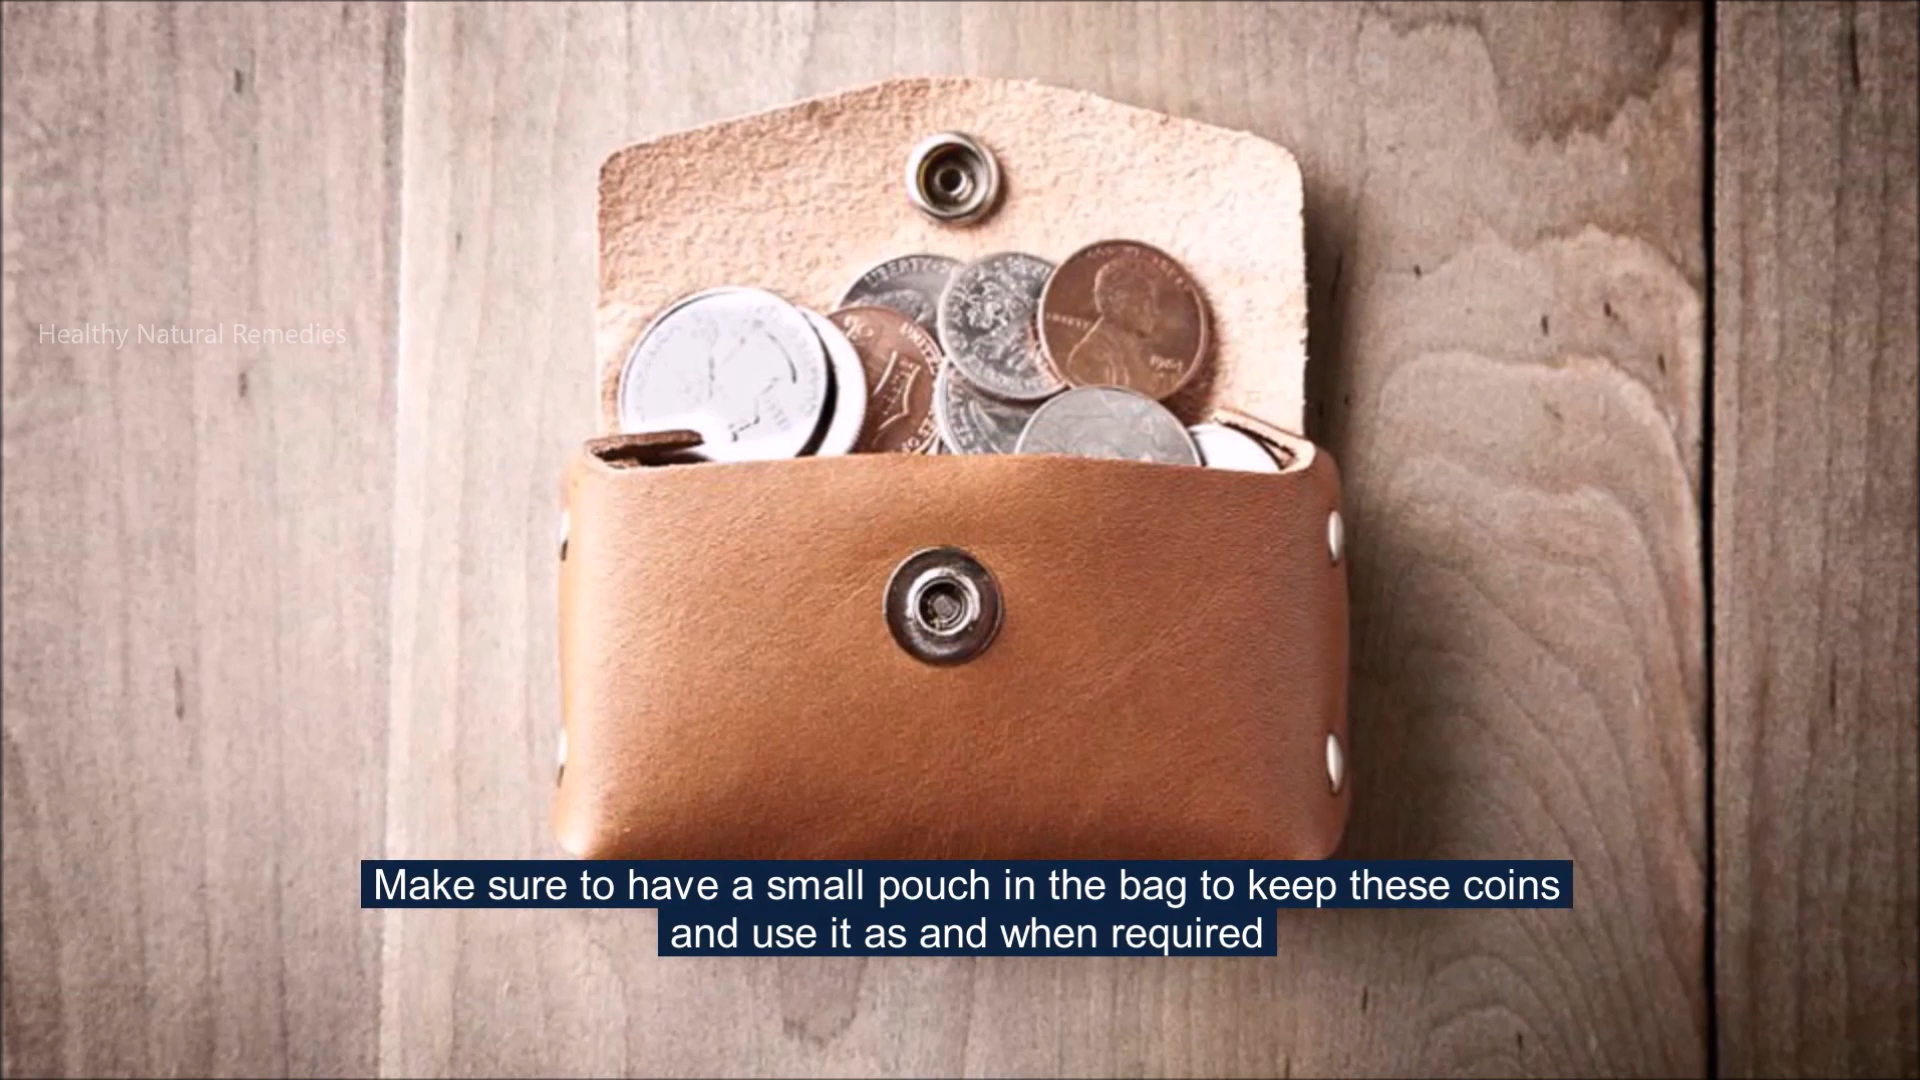 Healthy Natural Remedies
LIBERTY
Make sure to have a small pouch in the bag to keep these coins
and use it as and when required